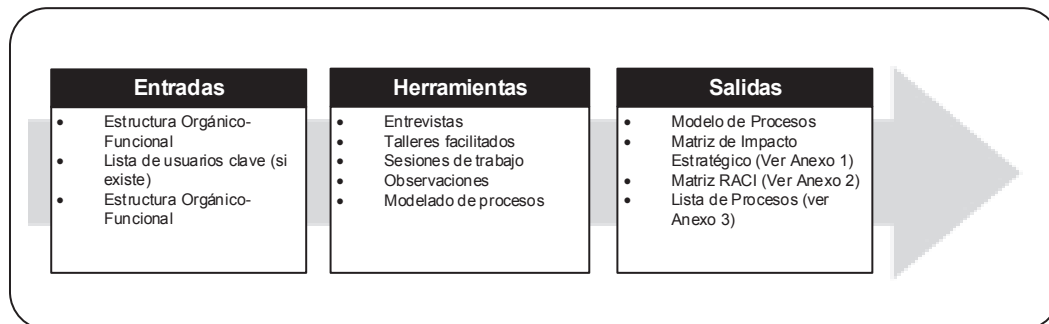 Entradas
• Estructura Orgánico-
Funcional
• Lista de usuarios clave (si
existe)
• Estructura Orgánico-
Funcional
Herramientas
• Entrevistas
• Talleres facilitados
• Sesiones de trabajo
• Observaciones
• Modelado de procesos
Salidas
• Modelo de Procesos
• Matriz de Impacto
Estratégico (Ver Anexo 1)
• Matriz RACI (Ver Anexo 2)
• Lista de Procesos (ver
Anexo 3)